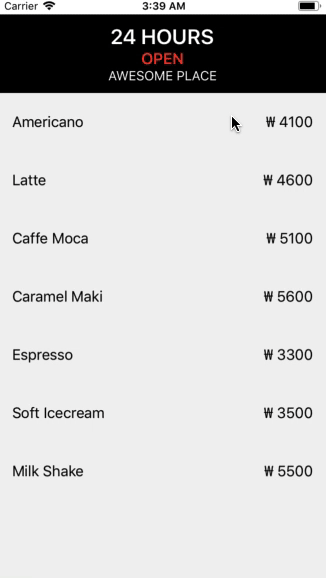 Carrier 3:39 AM
24 HOURS
OPEN
AWESOME PLACE
Americano ₩ 4100
Latte ₩ 4600
Caffe Moca ₩ 5100
Caramel Maki ₩ 5600
Espresso ₩ 3300
Soft Icecream ₩ 3500
Milk Shake ₩ 5500